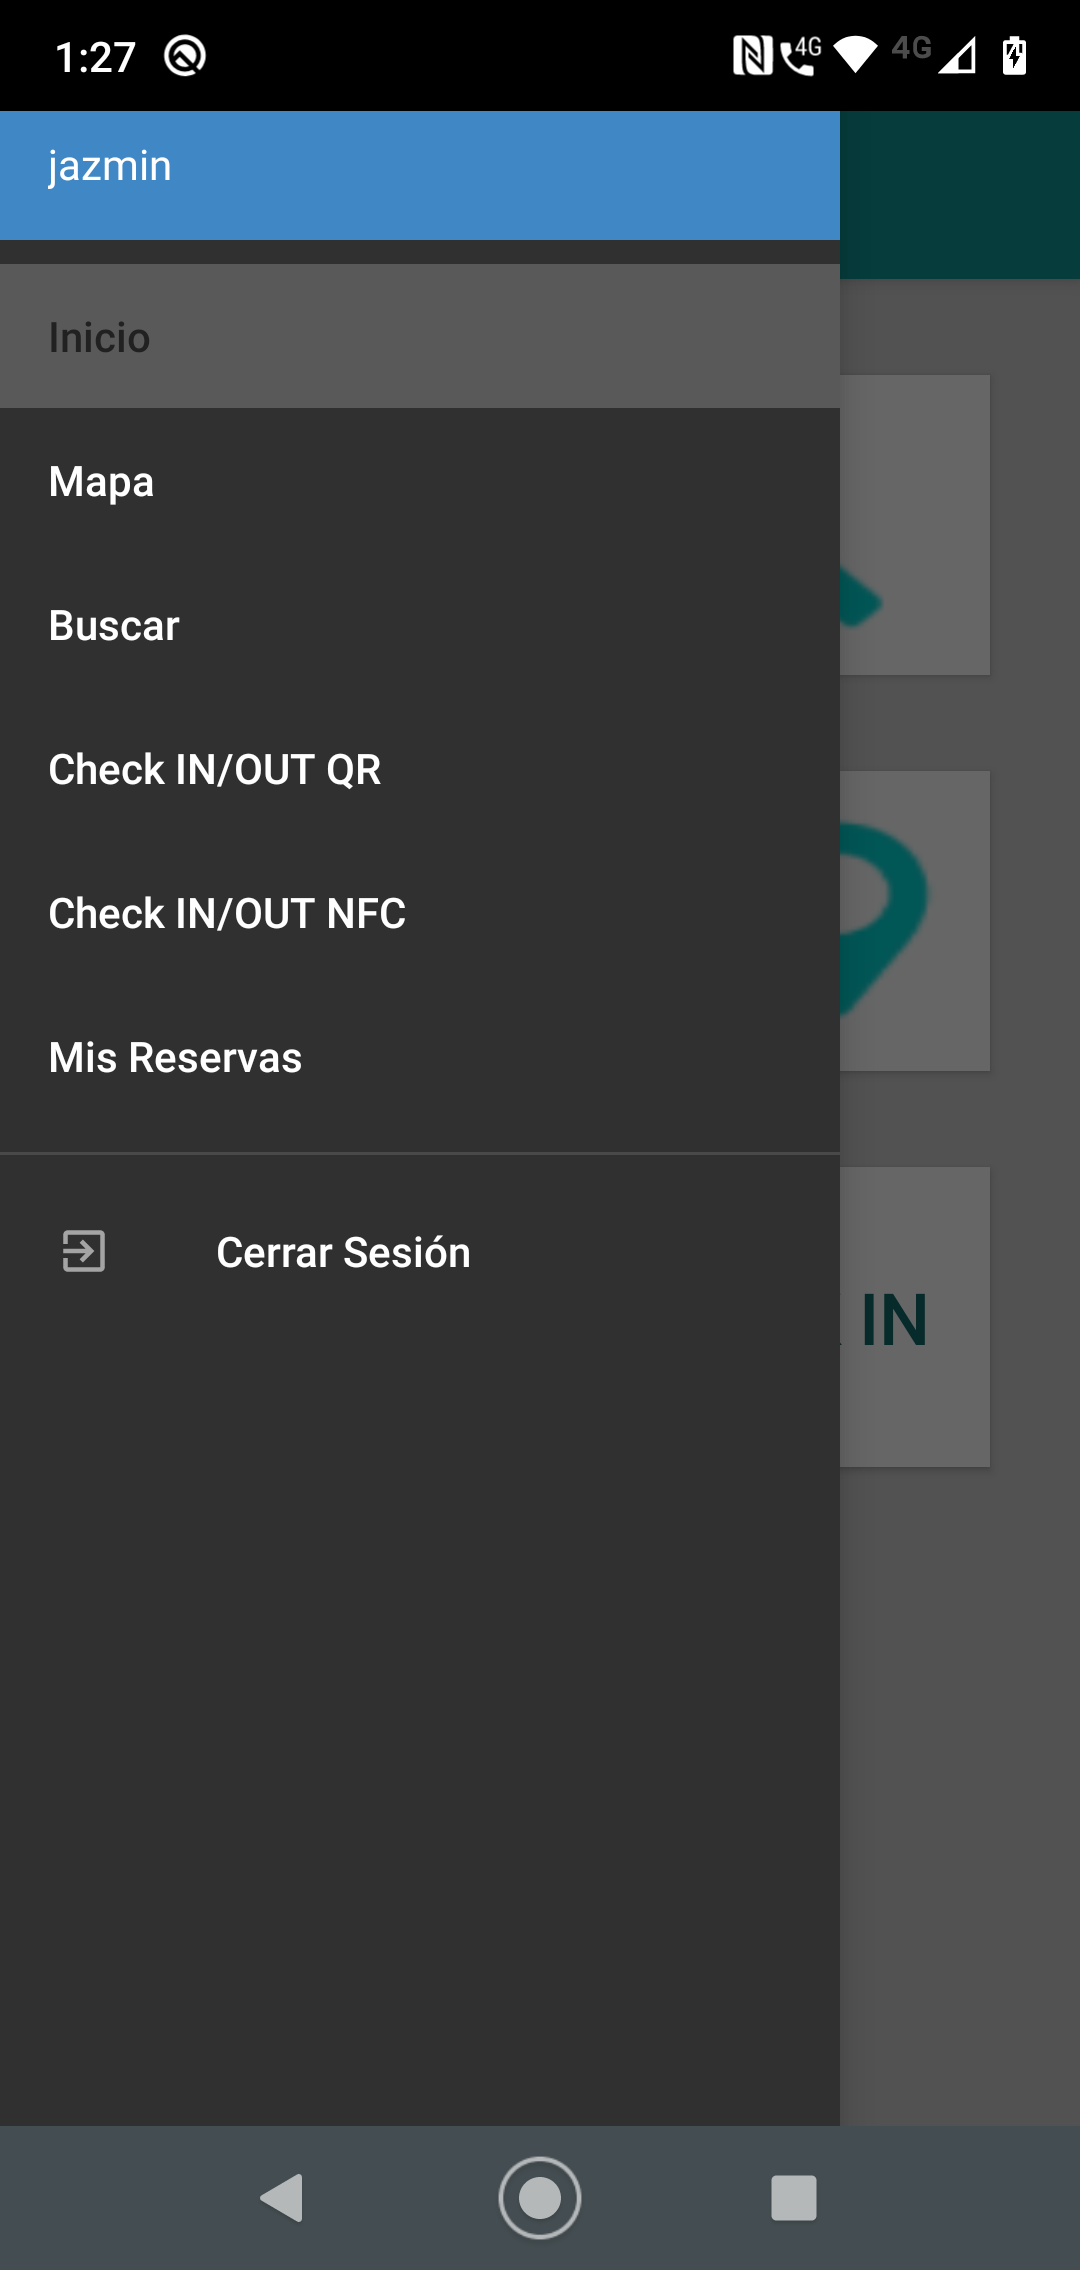 1:27 4G 4G
jazmin
Inicio
Mapa
Buscar
Check IN/OUT QR
Check IN/OUT NFC
Mis Reservas
Cerrar Sesión
IN